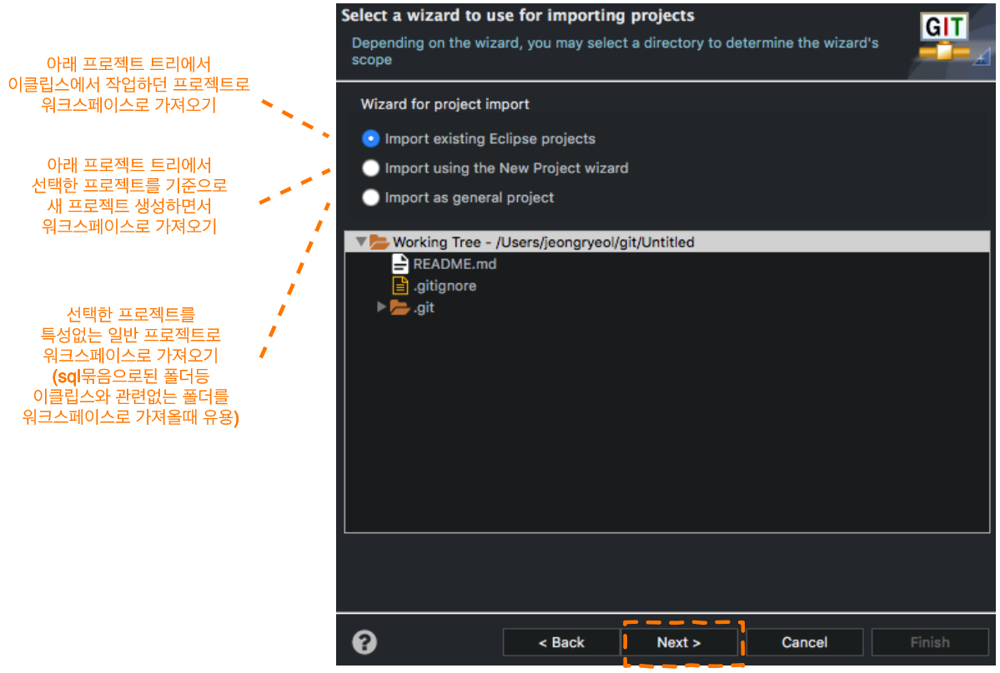 Select a wizard to use for importing projects
Depending on the wizard, you may select a directory to determine the wizard's
scope
GIT
아래 프로젝트 트리에서
이클립스에서 작업하던 프로젝트로
워크스페이스로 가져오기
아래 프로젝트 트리에서
선택한 프로젝트를 기준으로
새 프로젝트 생성하면서
워크스페이스로 가져오기
선택한 프로젝트를
특성없는 일반 프로젝트로
워크스페이스로 가져오기
(sql묶음으로된 폴더등
이클립스와 관련없는 폴더를
워크스페이스로 가져올때 유용)
Wizard for project import
Import existing Eclipse projects
Import using the New Project wizard
Import as general project
Working Tree - /Users/jeongryeol/git/Untitled
README.md
.gitignore
.git
?
< Back
Next >
Cancel
Finish